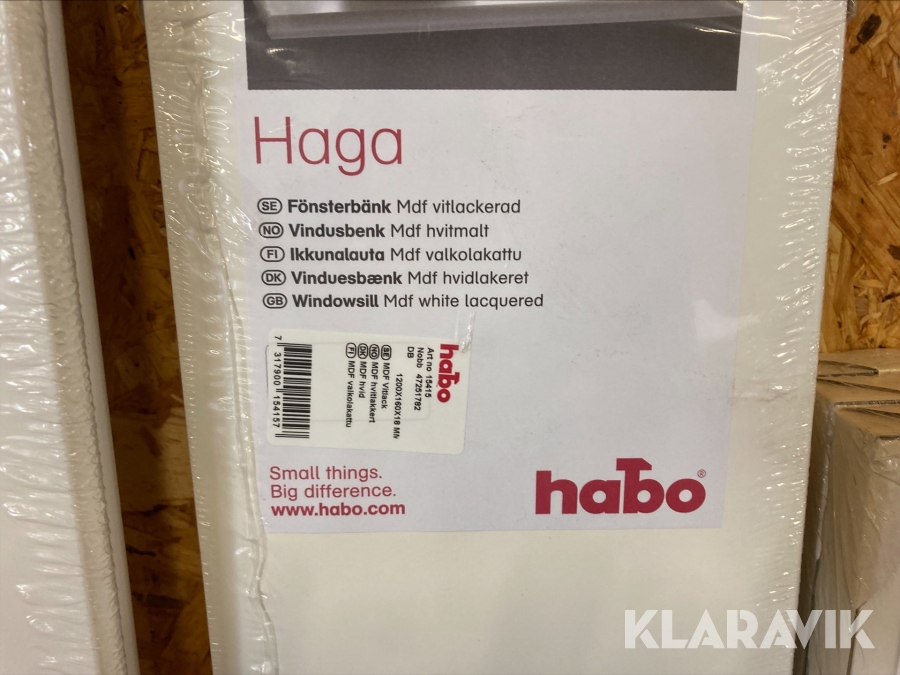 Haga
SE Fönsterbänk Mdf vitlackerad
NO Vindusbenk Mdf hvitmalt
FI Ikkunalauta Mdf valkolakattu
DK Vinduesbænk Mdf hvidlakeret
GB Windowsill Mdf white lacquered
habo
Art no 15415
Nobb 47251782
DB
1200X160X18 MM
SE MDF Vitlack
NO MDF hvitlakkert
DK MDF hvid
FI MDF valkolakattu
7 317900 154157
Small things.
Big difference.
www.habo.com
habo®
KLARAVIK